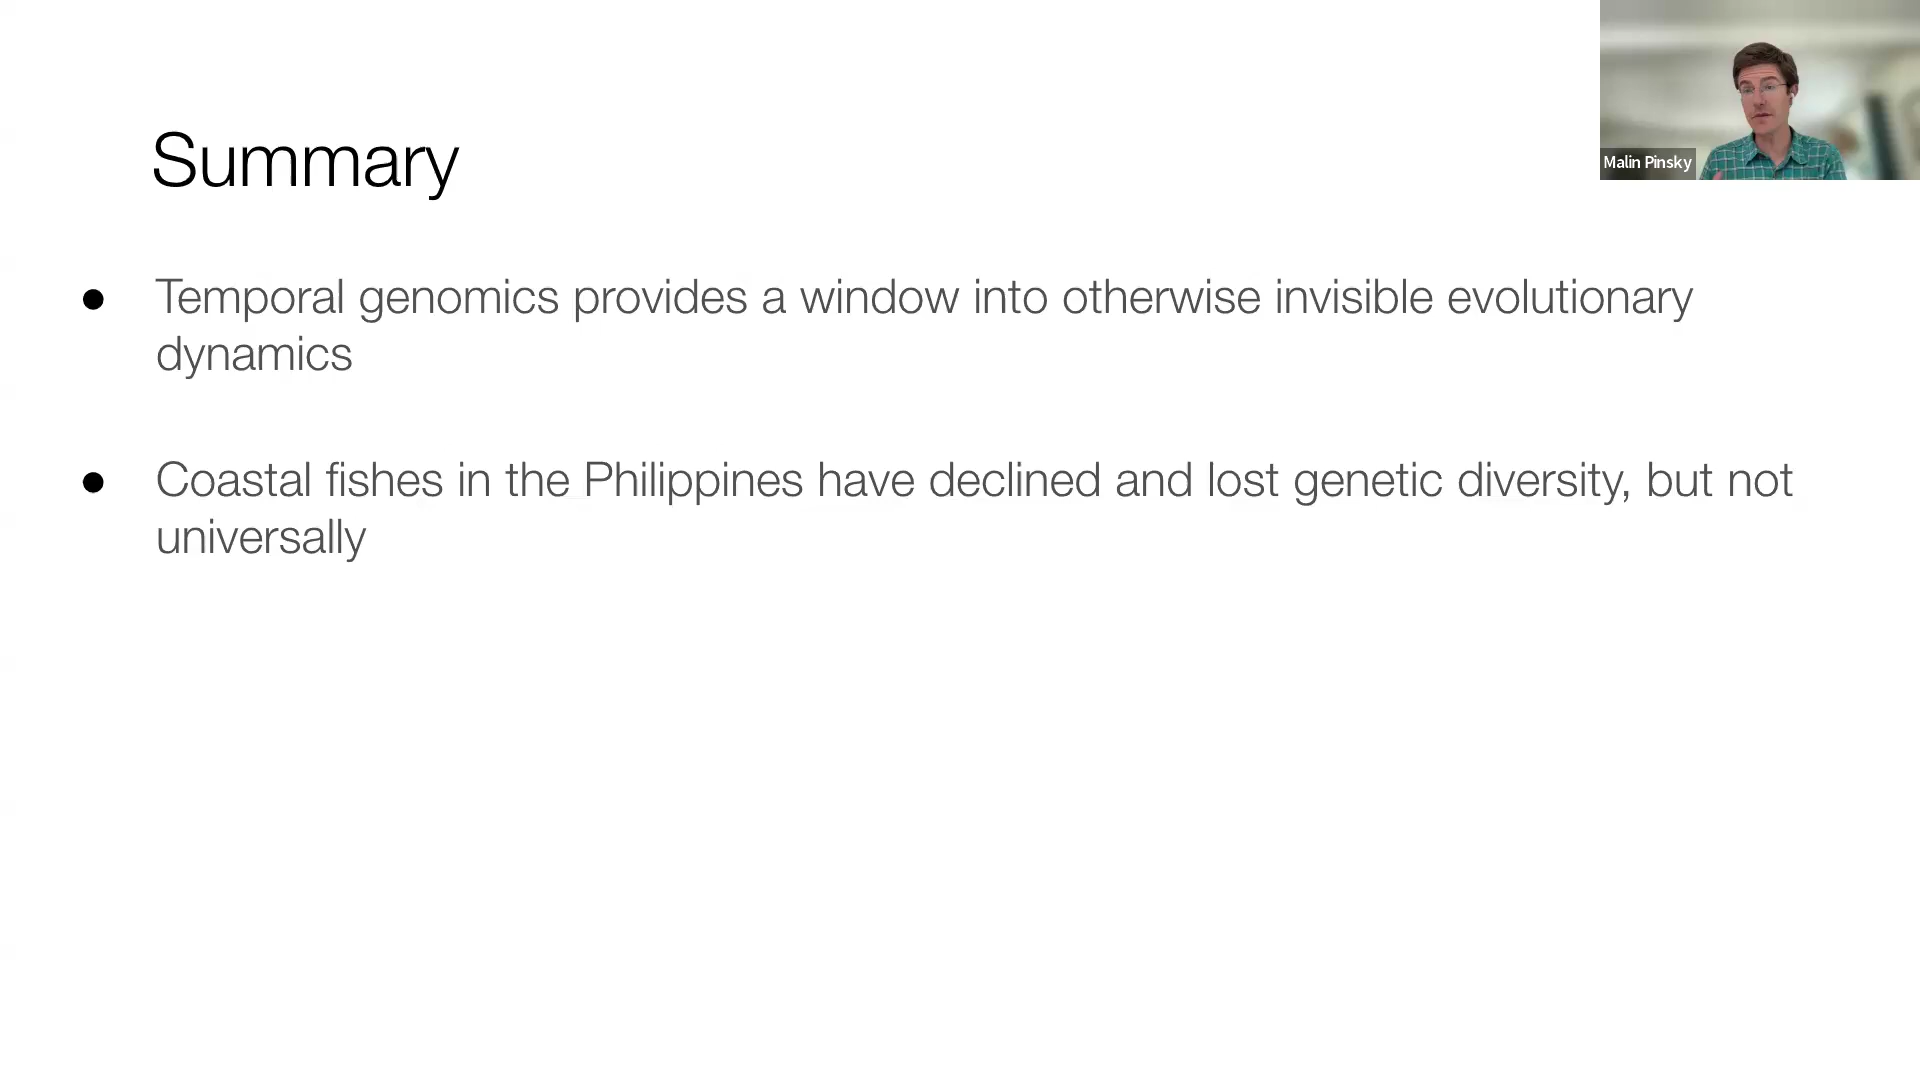 Malin Pinsky
Summary
● Temporal genomics provides a window into otherwise invisible evolutionary
dynamics
● Coastal fishes in the Philippines have declined and lost genetic diversity, but not
universally